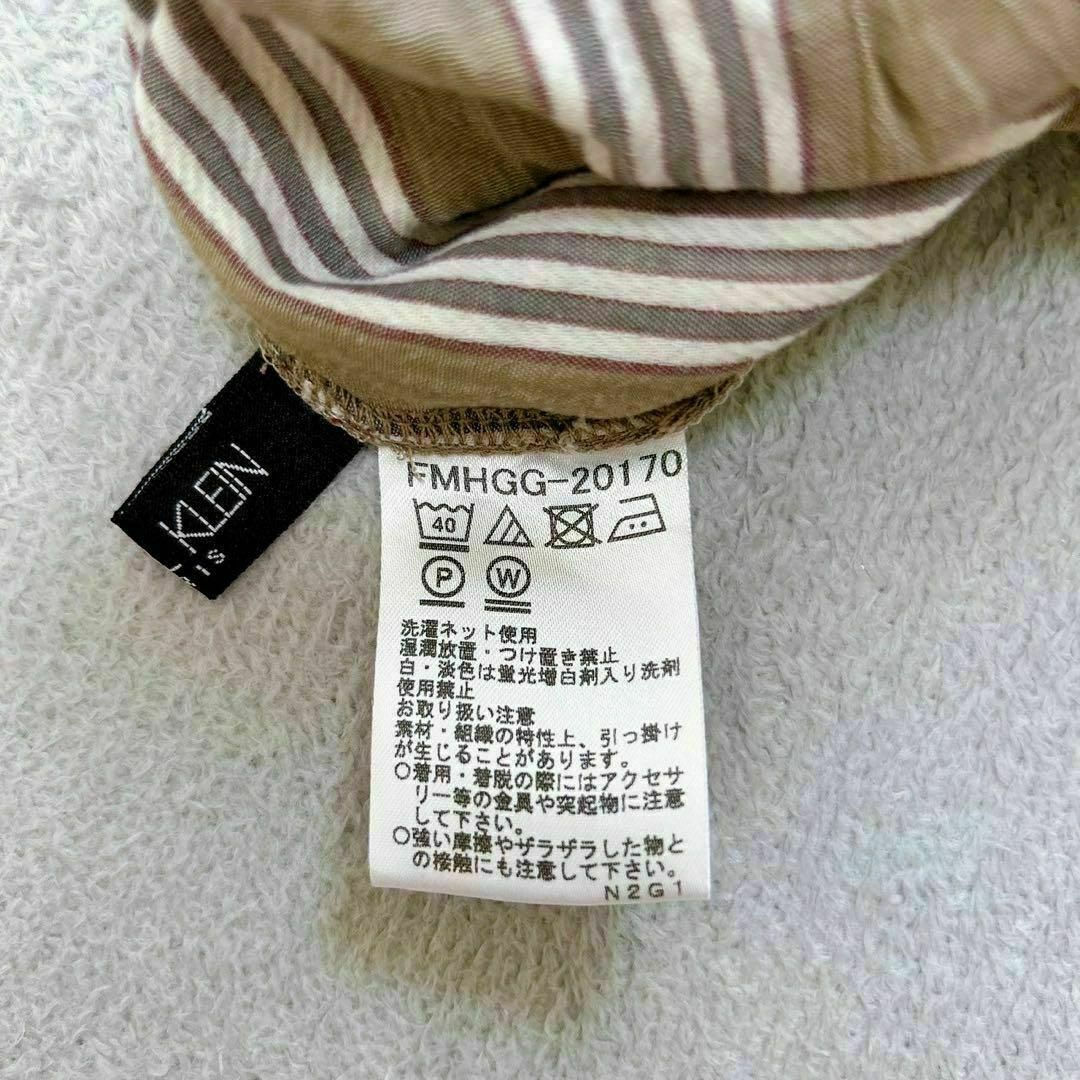 KLEIN
FMHGG-20170
40
P W
洗濯ネット使用
湿潤放置・つけ置き禁止
白・淡色は蛍光増白剤入り洗剤
使用禁止
お取り扱い注意
素材・組織の特性上、引っ掛け
が生じることがあります。
○着用・着脱の際にはアクセサ
リー等の金具や突起物に注意
して下さい。
○強い摩擦やザラザラした物と
の接触にも注意して下さい。
N2G1